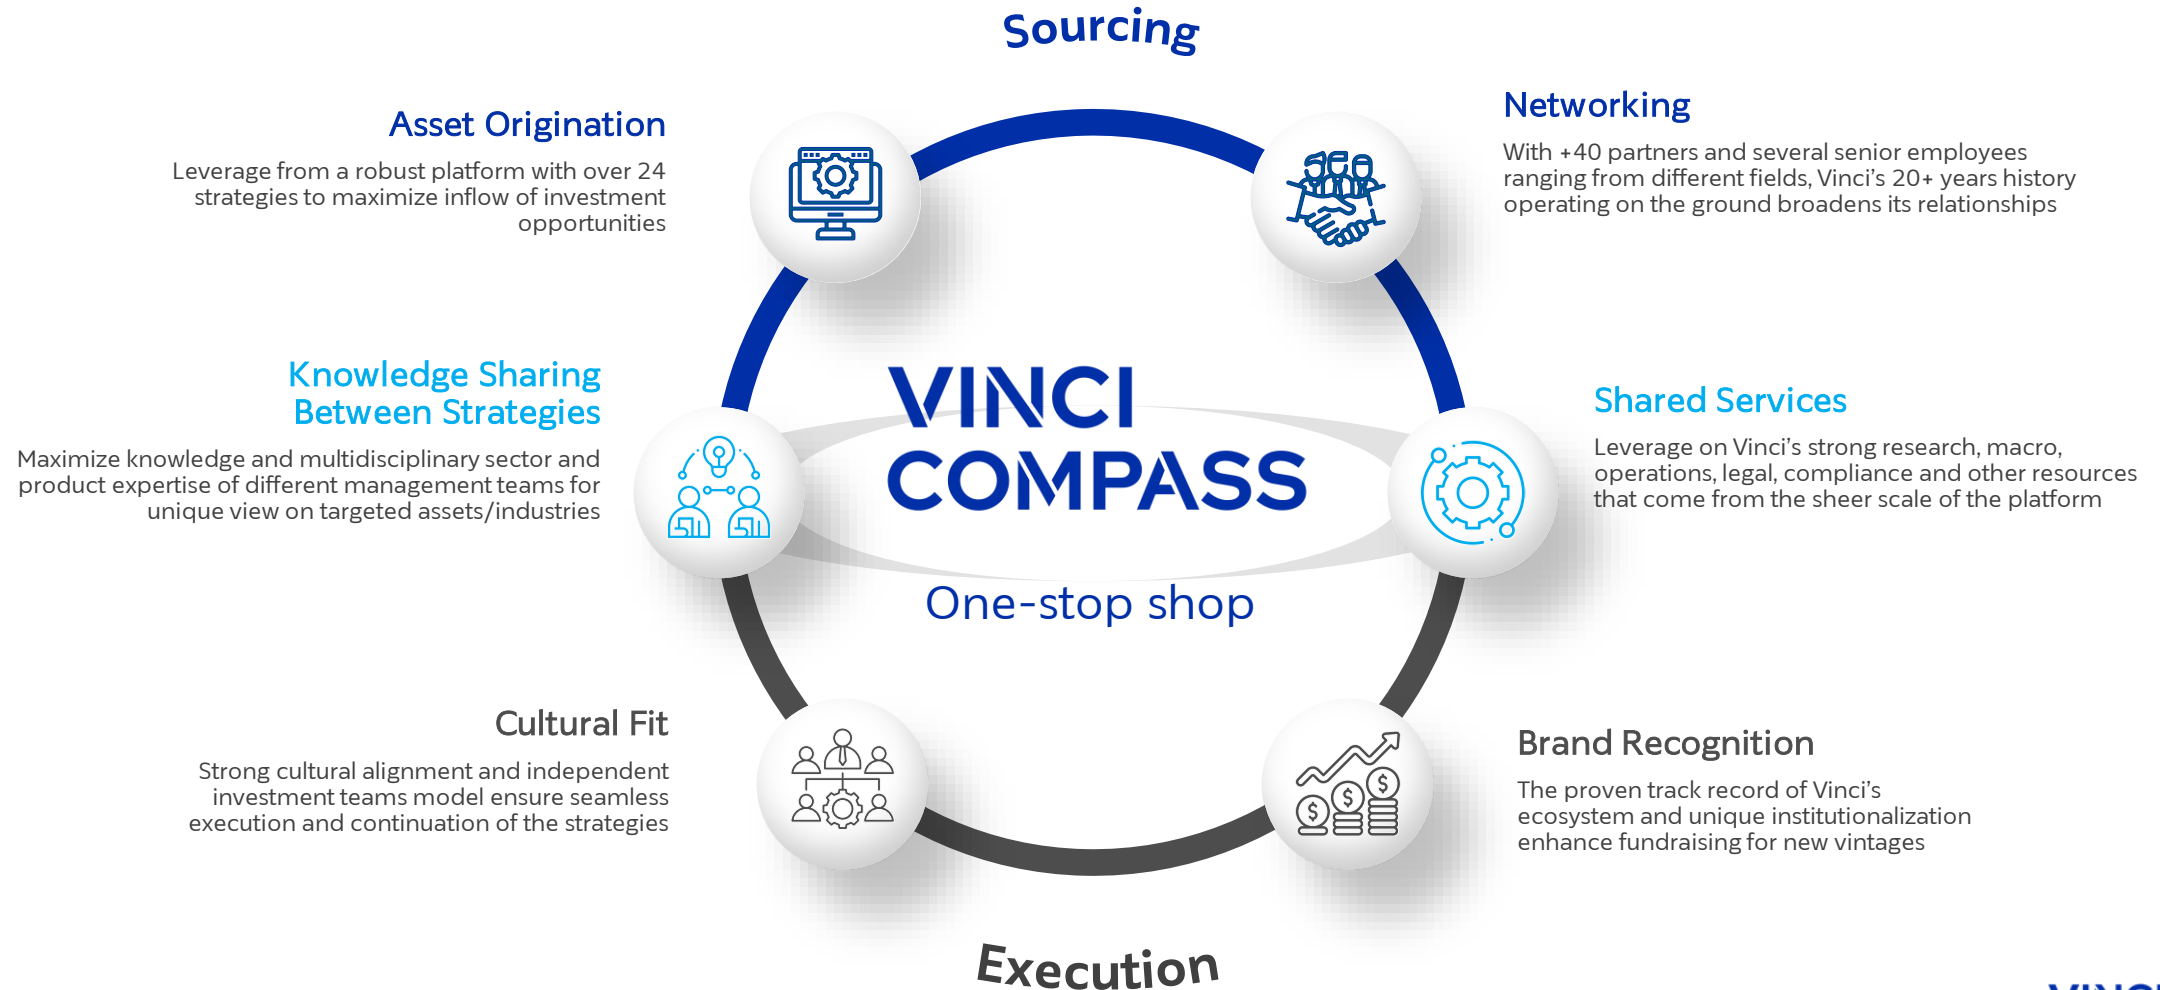 Sourcing
Asset Origination
Leverage from a robust platform with over 24
strategies to maximize inflow of investment
opportunities
Networking
With +40 partners and several senior employees
ranging from different fields, Vinci's 20+ years history
operating on the ground broadens its relationships
Knowledge Sharing
Between Strategies
Maximize knowledge and multidisciplinary sector and
product expertise of different management teams for
unique view on targeted assets/industries
VINCI
COMPASS
One-stop shop
Shared Services
Leverage on Vinci's strong research, macro,
operations, legal, compliance and other resources
that come from the sheer scale of the platform
Cultural Fit
Strong cultural alignment and independent
investment teams model ensure seamless
execution and continuation of the strategies
Brand Recognition
The proven track record of Vinci's
ecosystem and unique institutionalization
enhance fundraising for new vintages
Execution